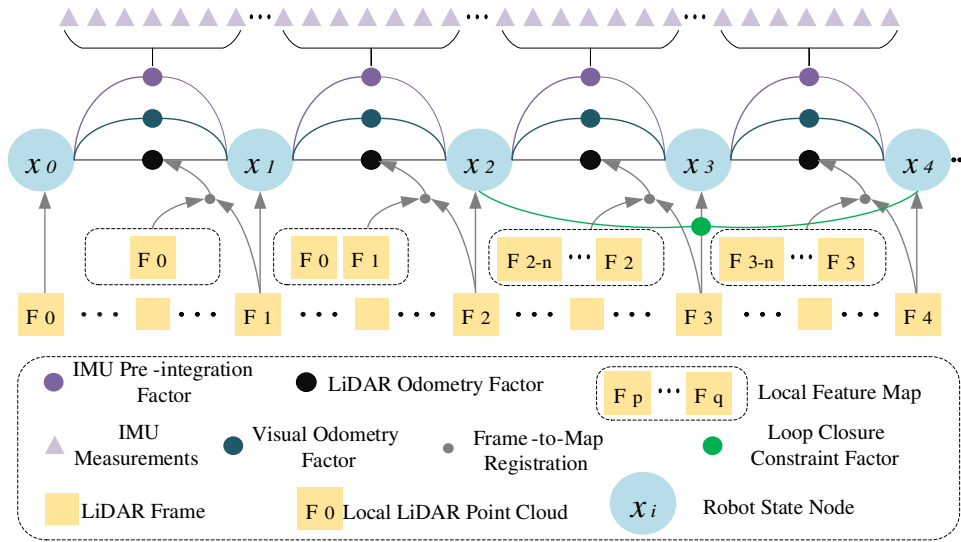 x 0 x 1 x 2 x 3 x 4
F 0 F 0 F 1 F 2-n ··· F 2 F 3-n ··· F 3
F 0 F 1 F 2 F 3 F 4
IMU Pre -integration
Factor
LiDAR Odometry Factor
F p ··· F q
Local Feature Map
IMU
Measurements
Visual Odometry
Factor
Frame -to-Map
Registration
Loop Closure
Constraint Factor
LiDAR Frame
F 0
Local LiDAR Point Cloud
x i
Robot State Node